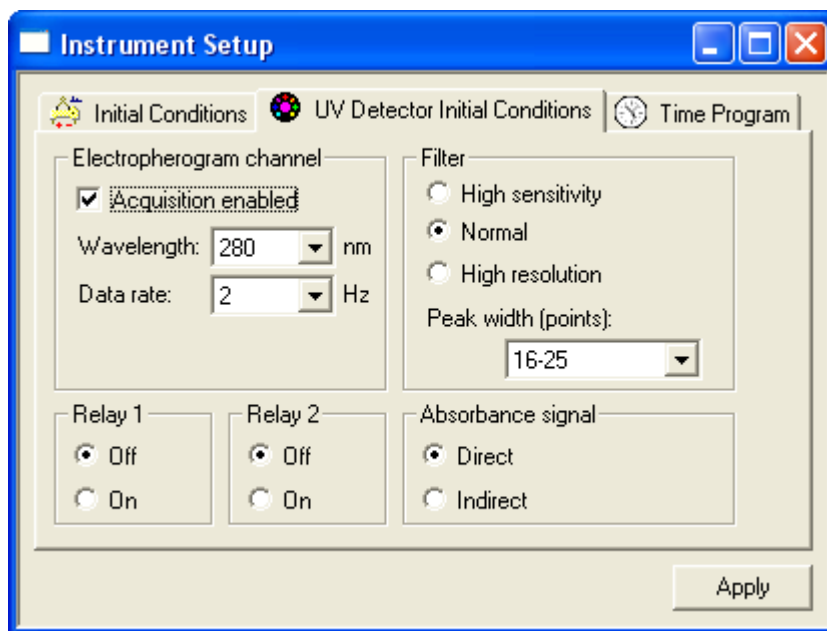 Instrument Setup
Initial Conditions
UV Detector Initial Conditions
Time Program
Electropherogram channel
Acquisition enabled
Wavelength: 280 nm
Data rate: 2 Hz
Filter
High sensitivity
Normal
High resolution
Peak width (points):
16-25
Relay 1
Off
On
Relay 2
Off
On
Absorbance signal
Direct
Indirect
Apply